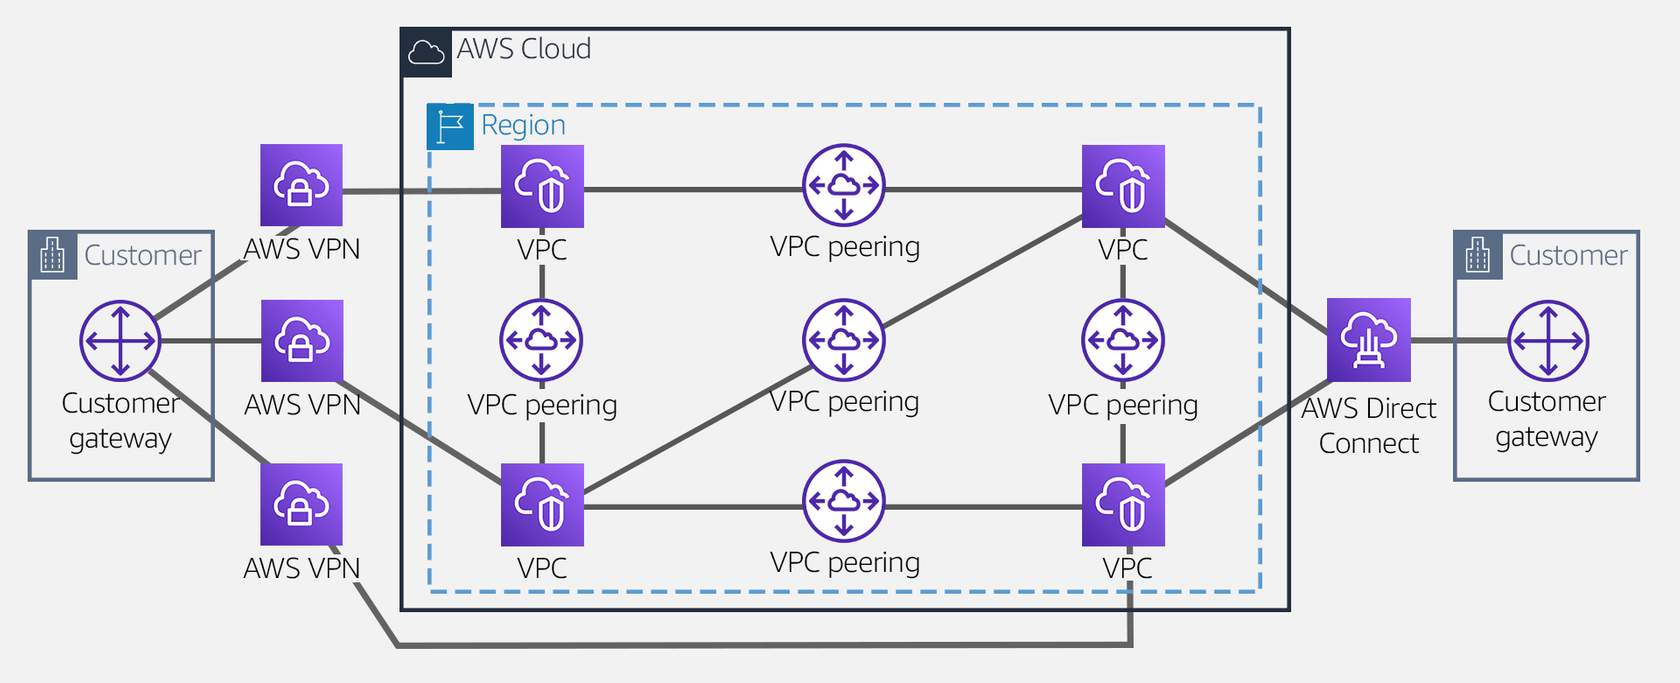 AWS Cloud
Region
AWS VPN
VPC
VPC peering
VPC
Customer
Customer
gateway
AWS VPN
VPC peering
VPC peering
VPC peering
AWS Direct
Connect
Customer
Customer
gateway
AWS VPN
VPC
VPC peering
VPC